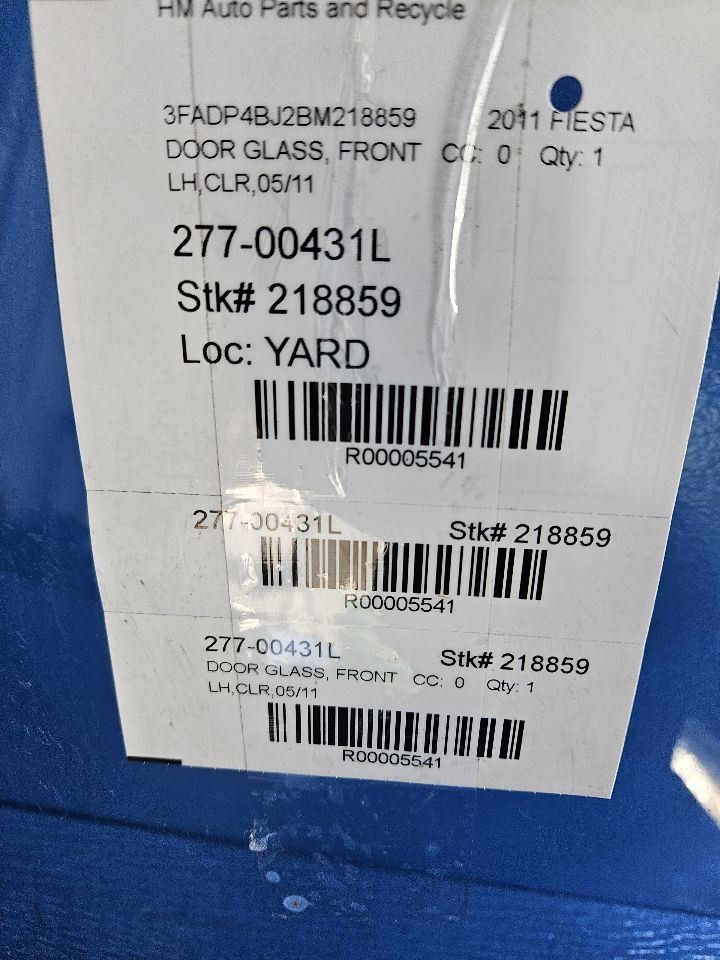 HM Auto Parts and Recycle
3FADP4BJ2BM218859 2011 FIESTA
DOOR GLASS, FRONT CC: 0 Qty: 1
LH,CLR,05/11
277-00431L
Stk# 218859
Loc: YARD
R00005541
277-00431L Stk# 218859
R00005541
277-00431L Stk# 218859
DOOR GLASS, FRONT CC: 0 Qty: 1
LH,CLR,05/11
R00005541